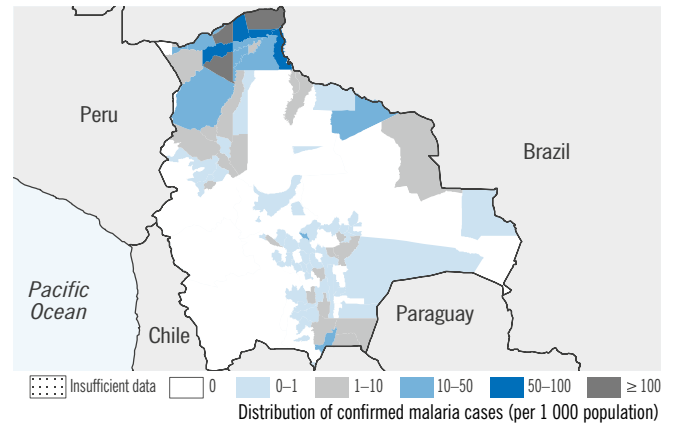 Peru
Brazil
Pacific
Ocean
Chile
Paraguay
Insufficient data 0 0–1 1–10 10–50 50–100 ≥ 100
Distribution of confirmed malaria cases (per 1 000 population)